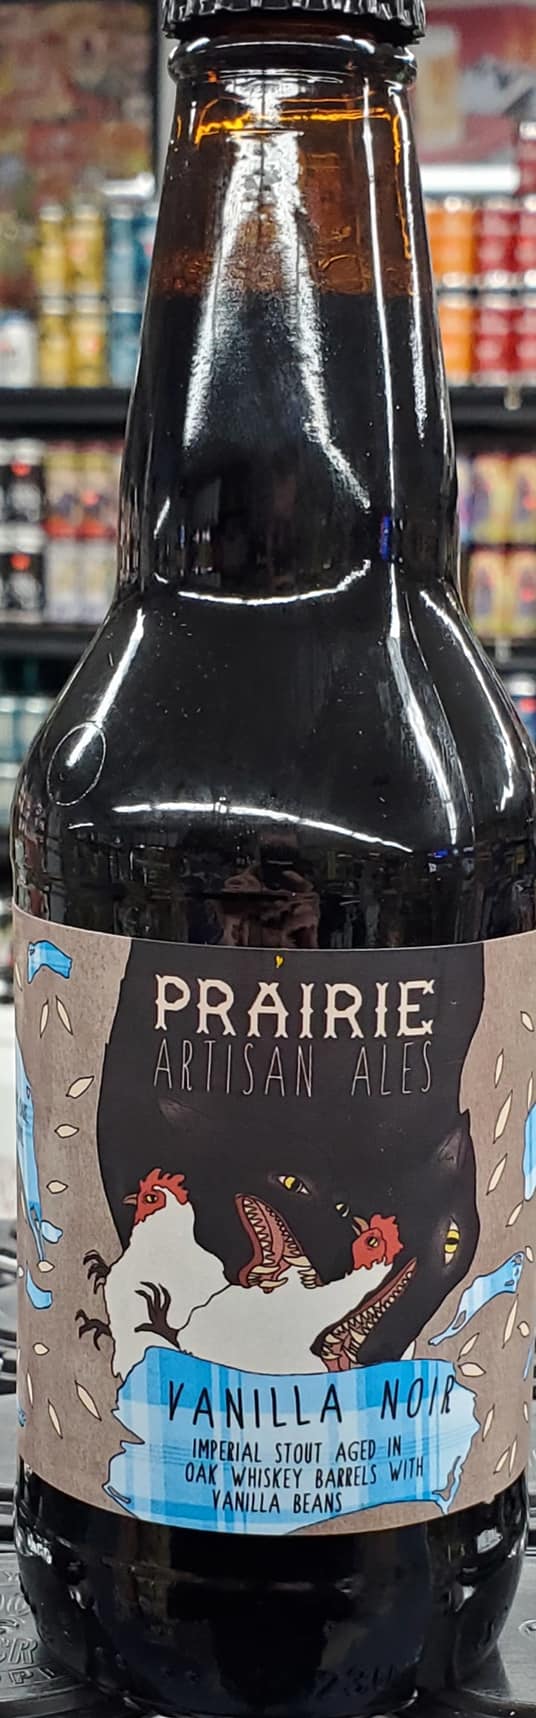 PRAIRIE
ARTISAN ALES
VANILLA NOIR
IMPERIAL STOUT AGED IN
OAK WHISKEY BARRELS WITH
VANILLA BEANS